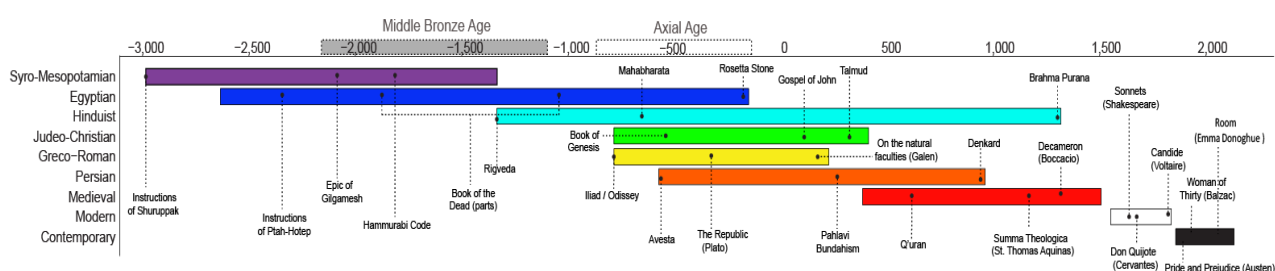 Middle Bronze Age
Axial Age
−3,000
−2,500
−2,000
−1,500
−1,000
−500
0
500
1,000
1,500
2,000
Syro-Mesopotamian
Egyptian
Hinduist
Judeo-Christian
Greco-Roman
Persian
Medieval
Modern
Contemporary
Mahabharata
Rosetta Stone
Gospel of John
Talmud
Brahma Purana
Sonnets
(Shakespeare)
Room
(Emma Donoghue )
Book of
Genesis
On the natural
faculties (Galen)
Denkard
Decameron
(Boccacio)
Candide
(Voltaire)
Woman of
Thirty (Balzac)
Instructions
of Shuruppak
Instructions
of Ptah-Hotep
Epic of
Gilgamesh
Hammurabi Code
Book of the
Dead (parts)
Rigveda
Iliad / Odissey
Avesta
The Republic
(Plato)
Pahlavi
Bundahism
Q'uran
Summa Theologica
(St. Thomas Aquinas)
Don Quijote
(Cervantes)
Pride and Prejudice (Austen)